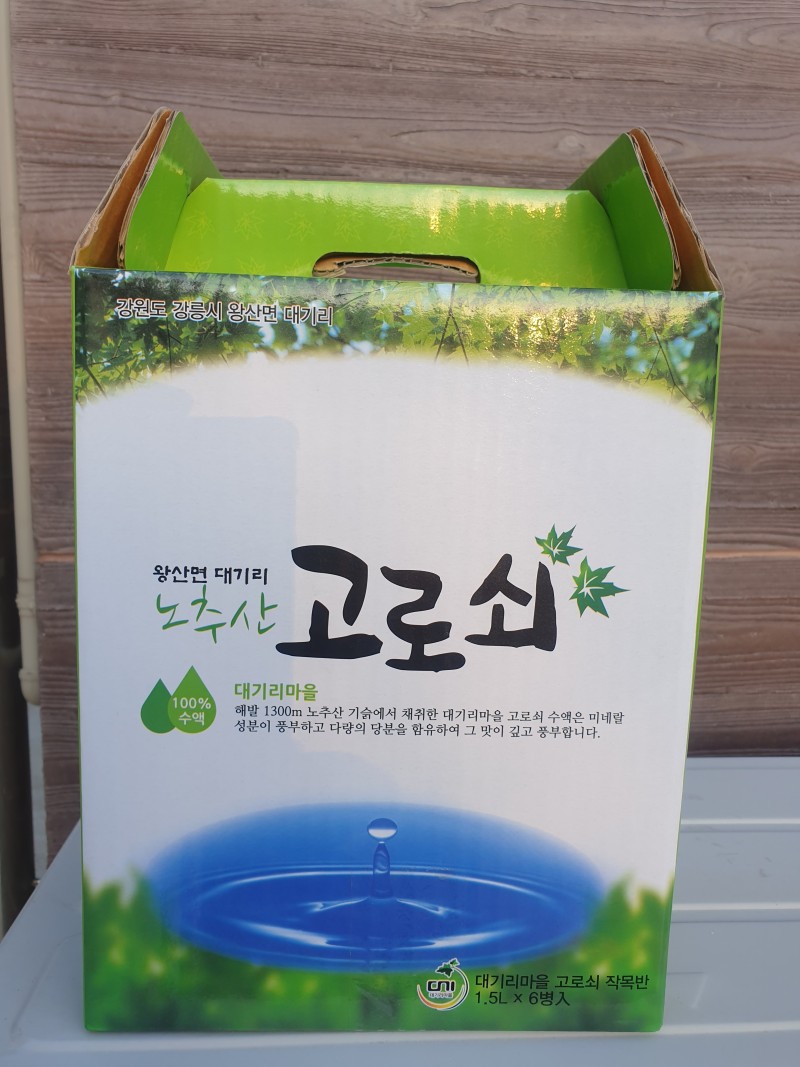 강원도 강릉시 왕산면 대기리
왕산면 대기리
노추산 고로쇠
100%
수액
대기리마을
해발 1300m 노추산 기슭에서 채취한 대기리마을 고로쇠 수액은 미네랄
성분이 풍부하고 다량의 당분을 함유하여 그 맛이 깊고 풍부합니다.
대기리마을 고로쇠 작목반
1.5L × 6병入